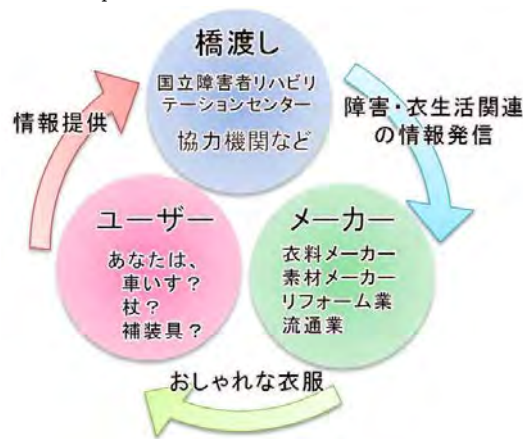 橋渡し
国立障害者リハビリ
テーションセンター
協力機関など
情報提供
障害・衣生活関連
の情報発信
ユーザー
あなたは、
車いす?
杖?
補装具?
メーカー
衣料メーカー
素材メーカー
リフォーム業
流通業
おしゃれな衣服